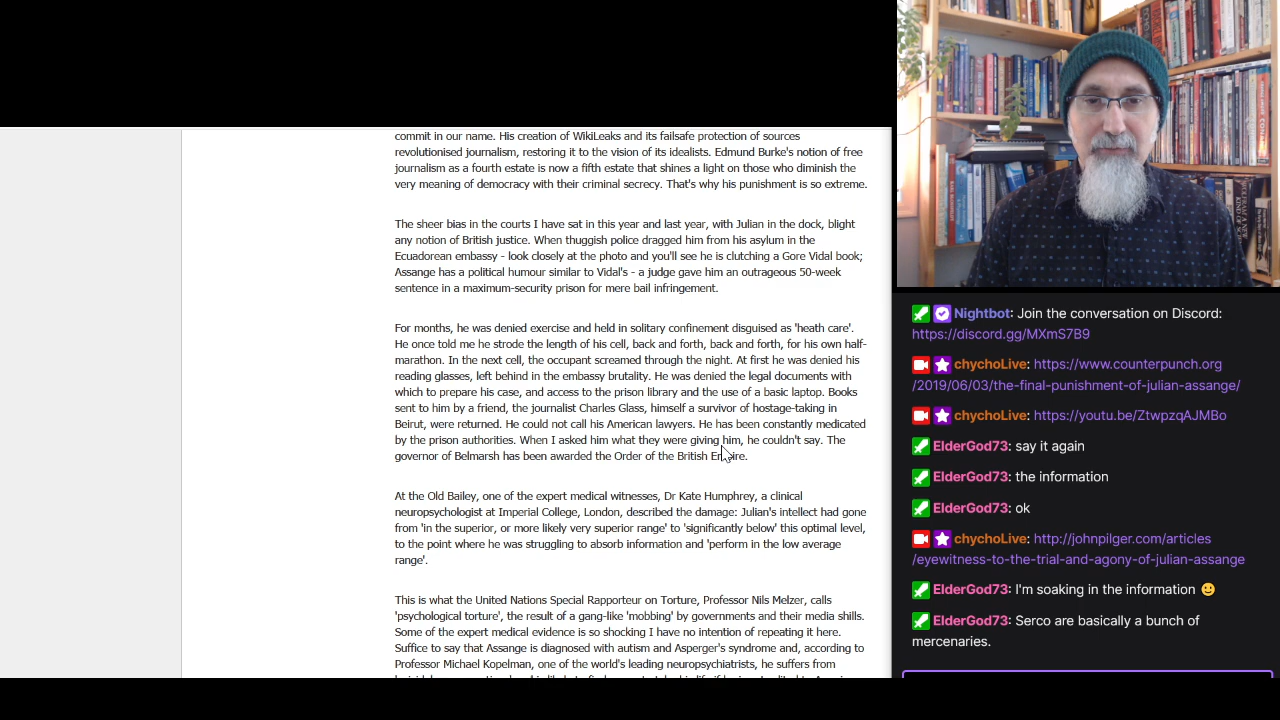 commit in our name. His creation of WikiLeaks and its failsafe protection of sources
revolutionised journalism, restoring it to the vision of its idealists. Edmund Burke's notion of free
journalism as a fourth estate is now a fifth estate that shines a light on those who diminish the
very meaning of democracy with their criminal secrecy. That's why his punishment is so extreme.
The sheer bias in the courts I have sat in this year and last year, with Julian in the dock, blight
any notion of British justice. When thuggish police dragged him from his asylum in the
Ecuadorean embassy - look closely at the photo and you'll see he is clutching a Gore Vidal book;
Assange has a political humour similar to Vidal's - a judge gave him an outrageous 50-week
sentence in a maximum-security prison for mere bail infringement.
For months, he was denied exercise and held in solitary confinement disguised as 'heath care'.
He once told me he strode the length of his cell, back and forth, back and forth, for his own half-
marathon. In the next cell, the occupant screamed through the night. At first he was denied his
reading glasses, left behind in the embassy brutality. He was denied the legal documents with
which to prepare his case, and access to the prison library and the use of a basic laptop. Books
sent to him by a friend, the journalist Charles Glass, himself a survivor of hostage-taking in
Beirut, were returned. He could not call his American lawyers. He has been constantly medicated
by the prison authorities. When I asked him what they were giving him, he couldn't say. The
governor of Belmarsh has been awarded the Order of the British Empire.
At the Old Bailey, one of the expert medical witnesses, Dr Kate Humphrey, a clinical
neuropsychologist at Imperial College, London, described the damage: Julian's intellect had gone
from 'in the superior, or more likely very superior range' to 'significantly below' this optimal level,
to the point where he was struggling to absorb information and 'perform in the low average
range'.
This is what the United Nations Special Rapporteur on Torture, Professor Nils Melzer, calls
'psychological torture', the result of a gang-like 'mobbing' by governments and their media shills.
Some of the expert medical evidence is so shocking I have no intention of repeating it here.
Suffice to say that Assange is diagnosed with autism and Asperger's syndrome and, according to
Professor Michael Kopelman, one of the world's leading neuropsychiatrists, he suffers from
Nightbot: Join the conversation on Discord:
https://discord.gg/MXmS7B9
chychoLive: https://www.counterpunch.org
/2019/06/03/the-final-punishment-of-julian-assange/
chychoLive: https://youtu.be/ZtwpzqAJMBo
ElderGod73: say it again
ElderGod73: the information
ElderGod73: ok
chychoLive: http://johnpilger.com/articles
/eyewitness-to-the-trial-and-agony-of-julian-assange
ElderGod73: I'm soaking in the information 🙂
ElderGod73: Serco are basically a bunch of
mercenaries.